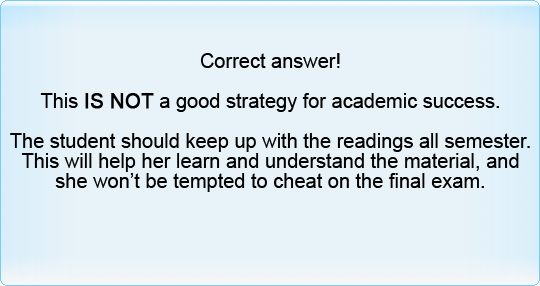 Correct answer!
This IS NOT a good strategy for academic success.
The student should keep up with the readings all semester.
This will help her learn and understand the material, and
she won’t be tempted to cheat on the final exam.